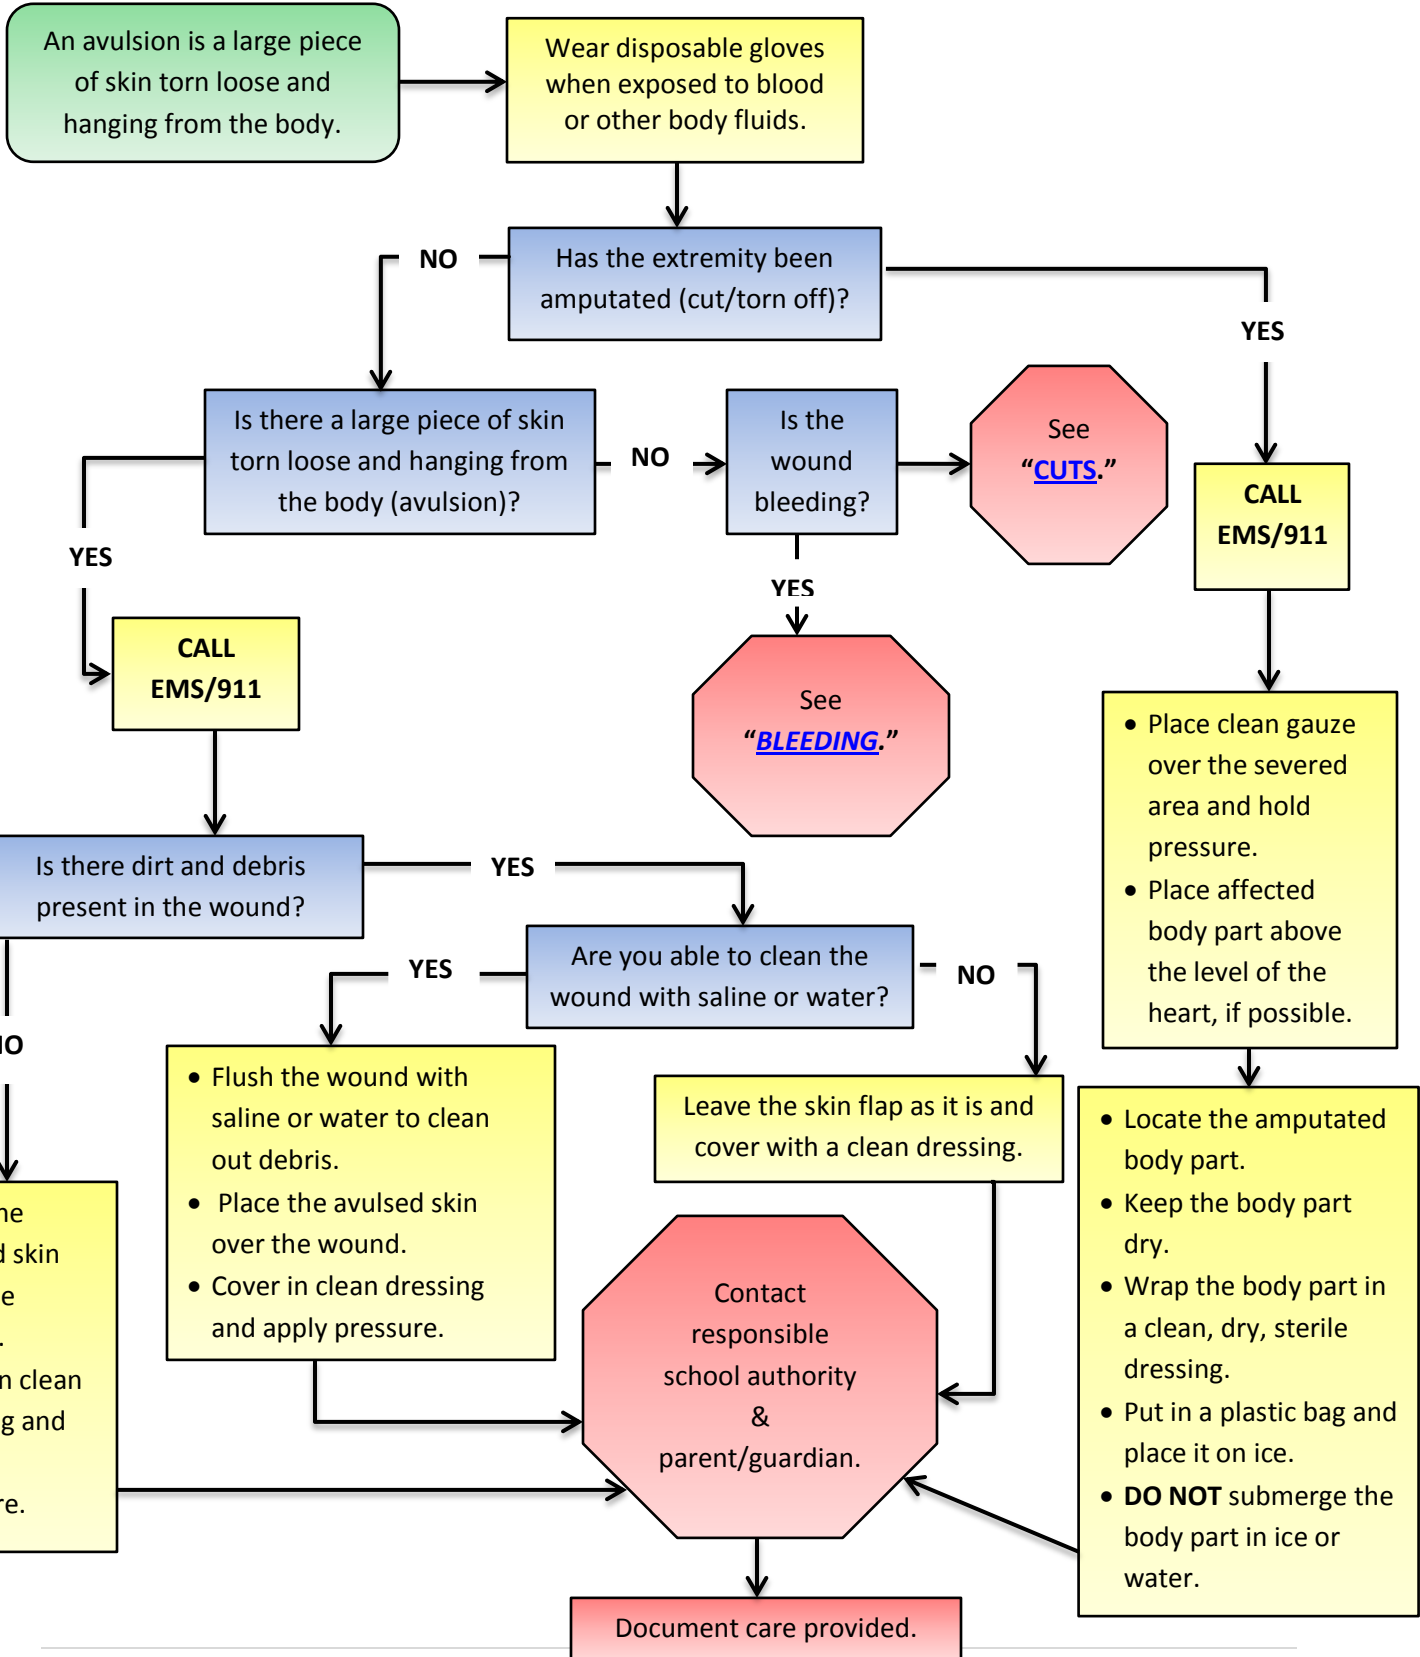 An avulsion is a large piece
of skin torn loose and
hanging from the body.
Wear disposable gloves
when exposed to blood
or other body fluids.
Has the extremity been
amputated (cut/torn off)?
NO
YES
Is there a large piece of skin
torn loose and hanging from
the body (avulsion)?
NO
Is the
wound
bleeding?
See
“CUTS.”
CALL
EMS/911
YES
YES
CALL
EMS/911
See
“BLEEDING.”
• Place clean gauze
over the severed
area and hold
pressure.
• Place affected
body part above
the level of the
heart, if possible.
Is there dirt and debris
present in the wound?
YES
Are you able to clean the
wound with saline or water?
YES
NO
• Flush the wound with
saline or water to clean
out debris.
• Place the avulsed skin
over the wound.
• Cover in clean dressing
and apply pressure.
Leave the skin flap as it is and
cover with a clean dressing.
• Locate the amputated
body part.
• Keep the body part
dry.
• Wrap the body part in
a clean, dry, sterile
dressing.
• Put in a plastic bag and
place it on ice.
• DO NOT submerge the
body part in ice or
water.
skin
clean
and
Contact
responsible
school authority
&
parent/guardian.
Document care provided.